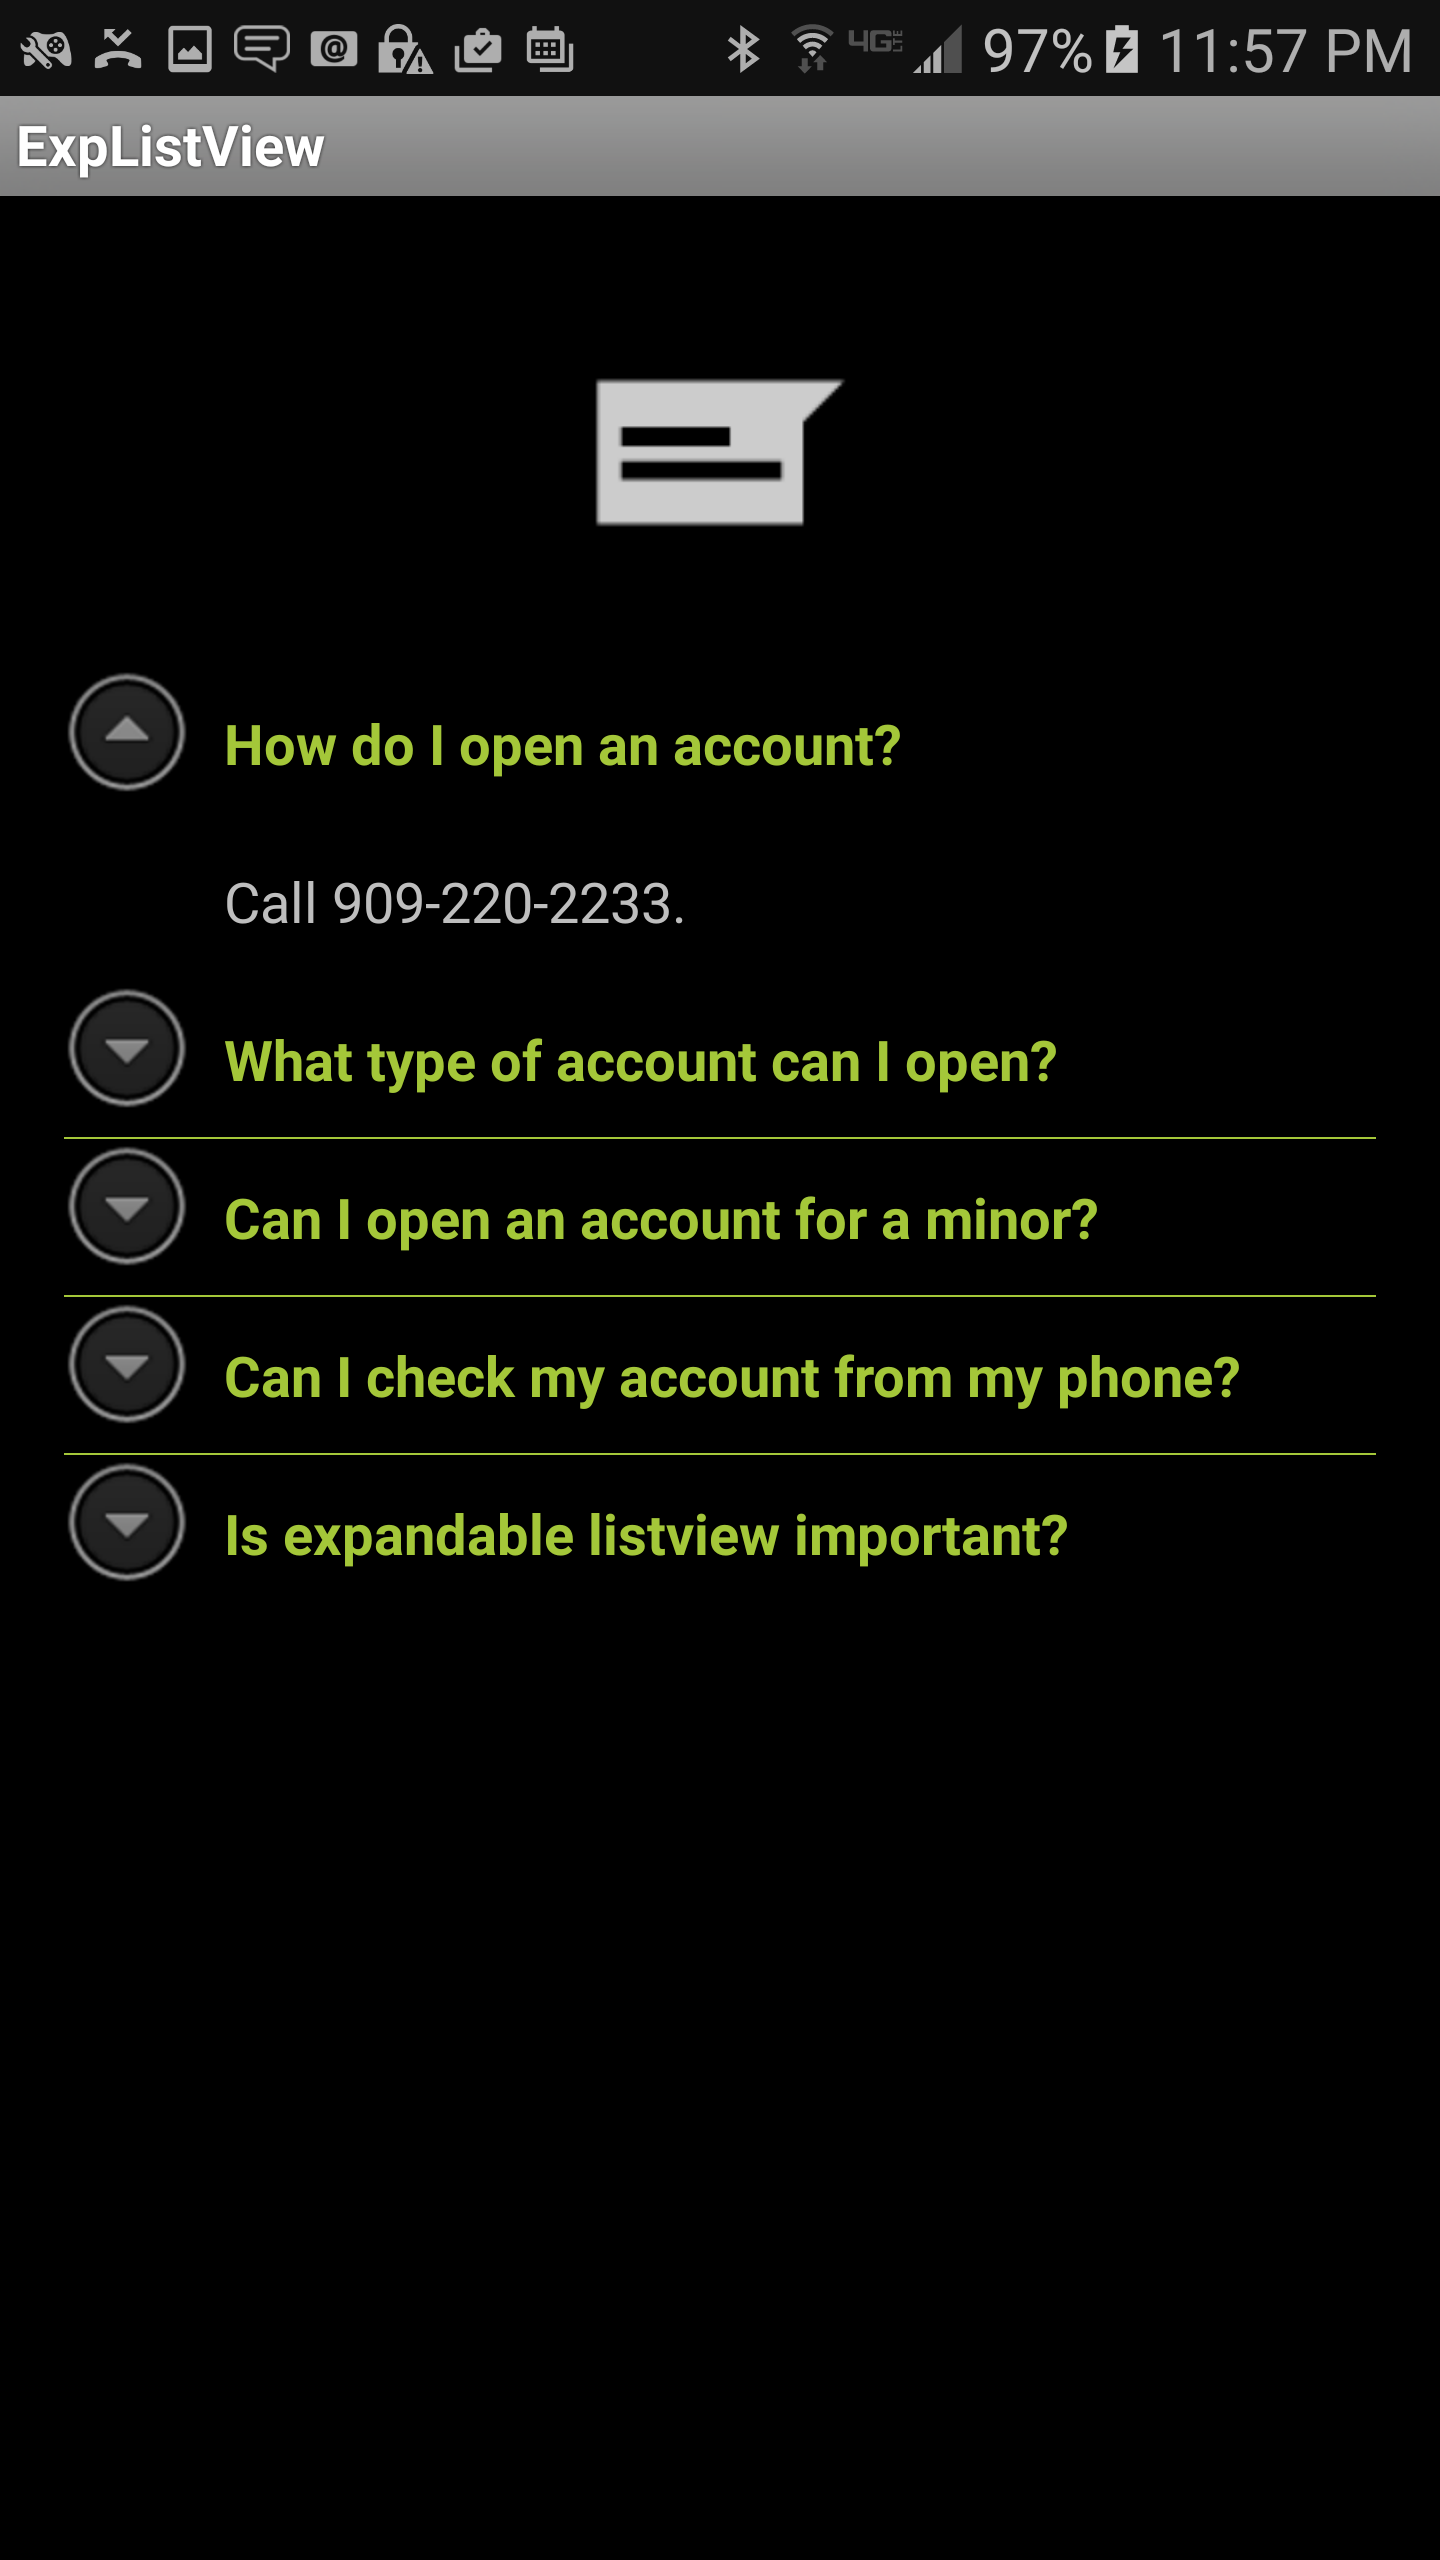 4G LTE 97% 11:57 PM
ExpListView
How do I open an account?
Call 909-220-2233.
What type of account can I open?
Can I open an account for a minor?
Can I check my account from my phone?
Is expandable listview important?